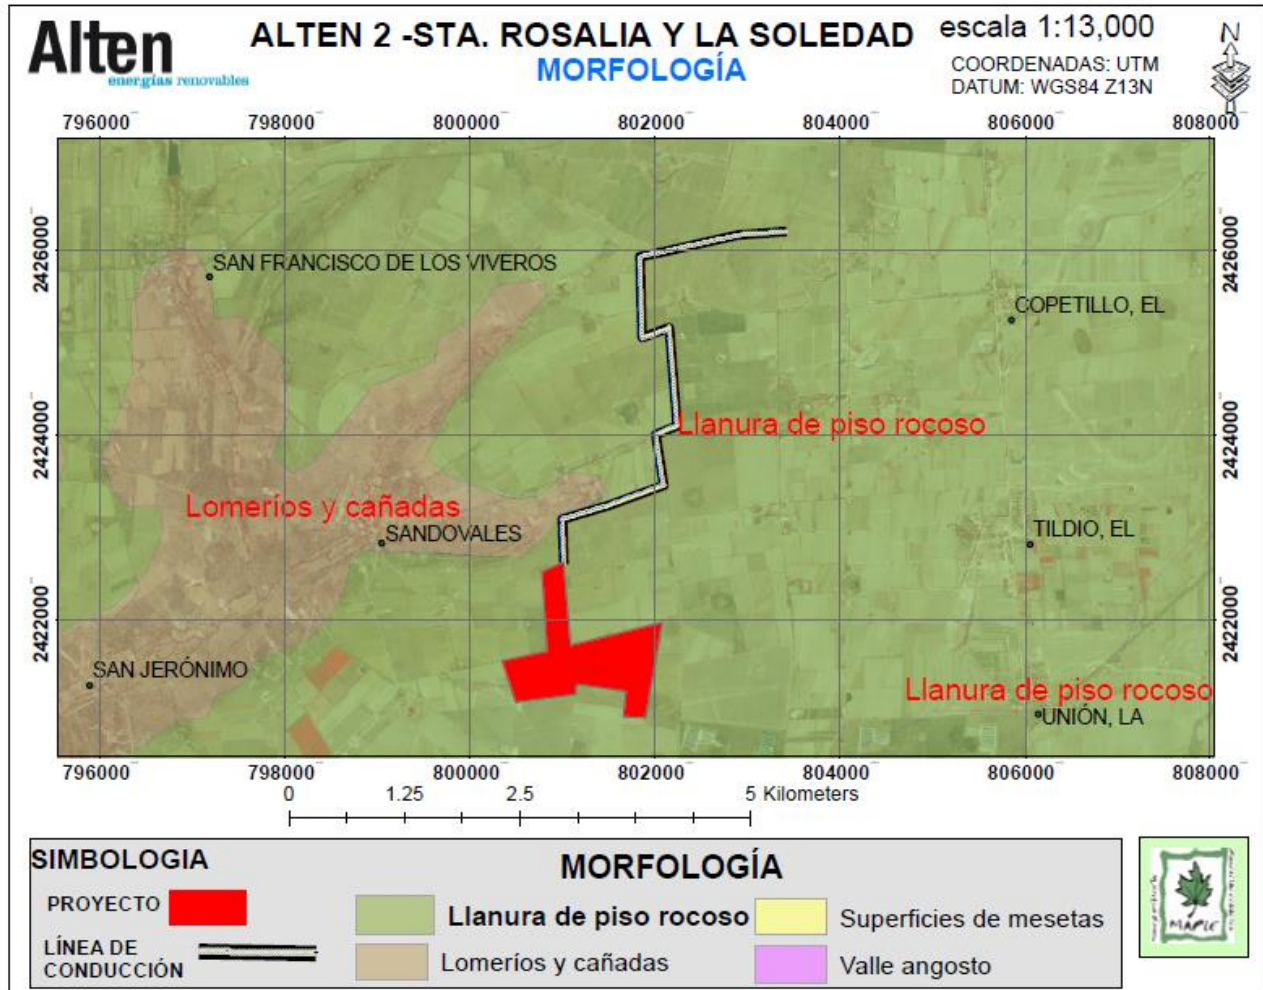 Alten
energías renovables
ALTEN 2 -STA. ROSALIA Y LA SOLEDAD
MORFOLOGÍA
escala 1:13,000
COORDENADAS: UTM
DATUM: WGS84 Z13N
N
796000 798000 800000 802000 804000 806000 808000
2426000 2426000
SAN FRANCISCO DE LOS VIVEROS
COPETILLO, EL
2424000 2424000
Llanura de piso rocoso
Lomeríos y cañadas
SANDOVALES
TILDIO, EL
2422000 2422000
SAN JERÓNIMO
Llanura de piso rocoso
UNIÓN, LA
796000 798000 800000 802000 804000 806000 808000
0 1.25 2.5 5 Kilometers
SIMBOLOGIA
MORFOLOGÍA
PROYECTO
Llanura de piso rocoso
Superficies de mesetas
LÍNEA DE
CONDUCCIÓN
Lomeríos y cañadas
Valle angosto
MAPLE